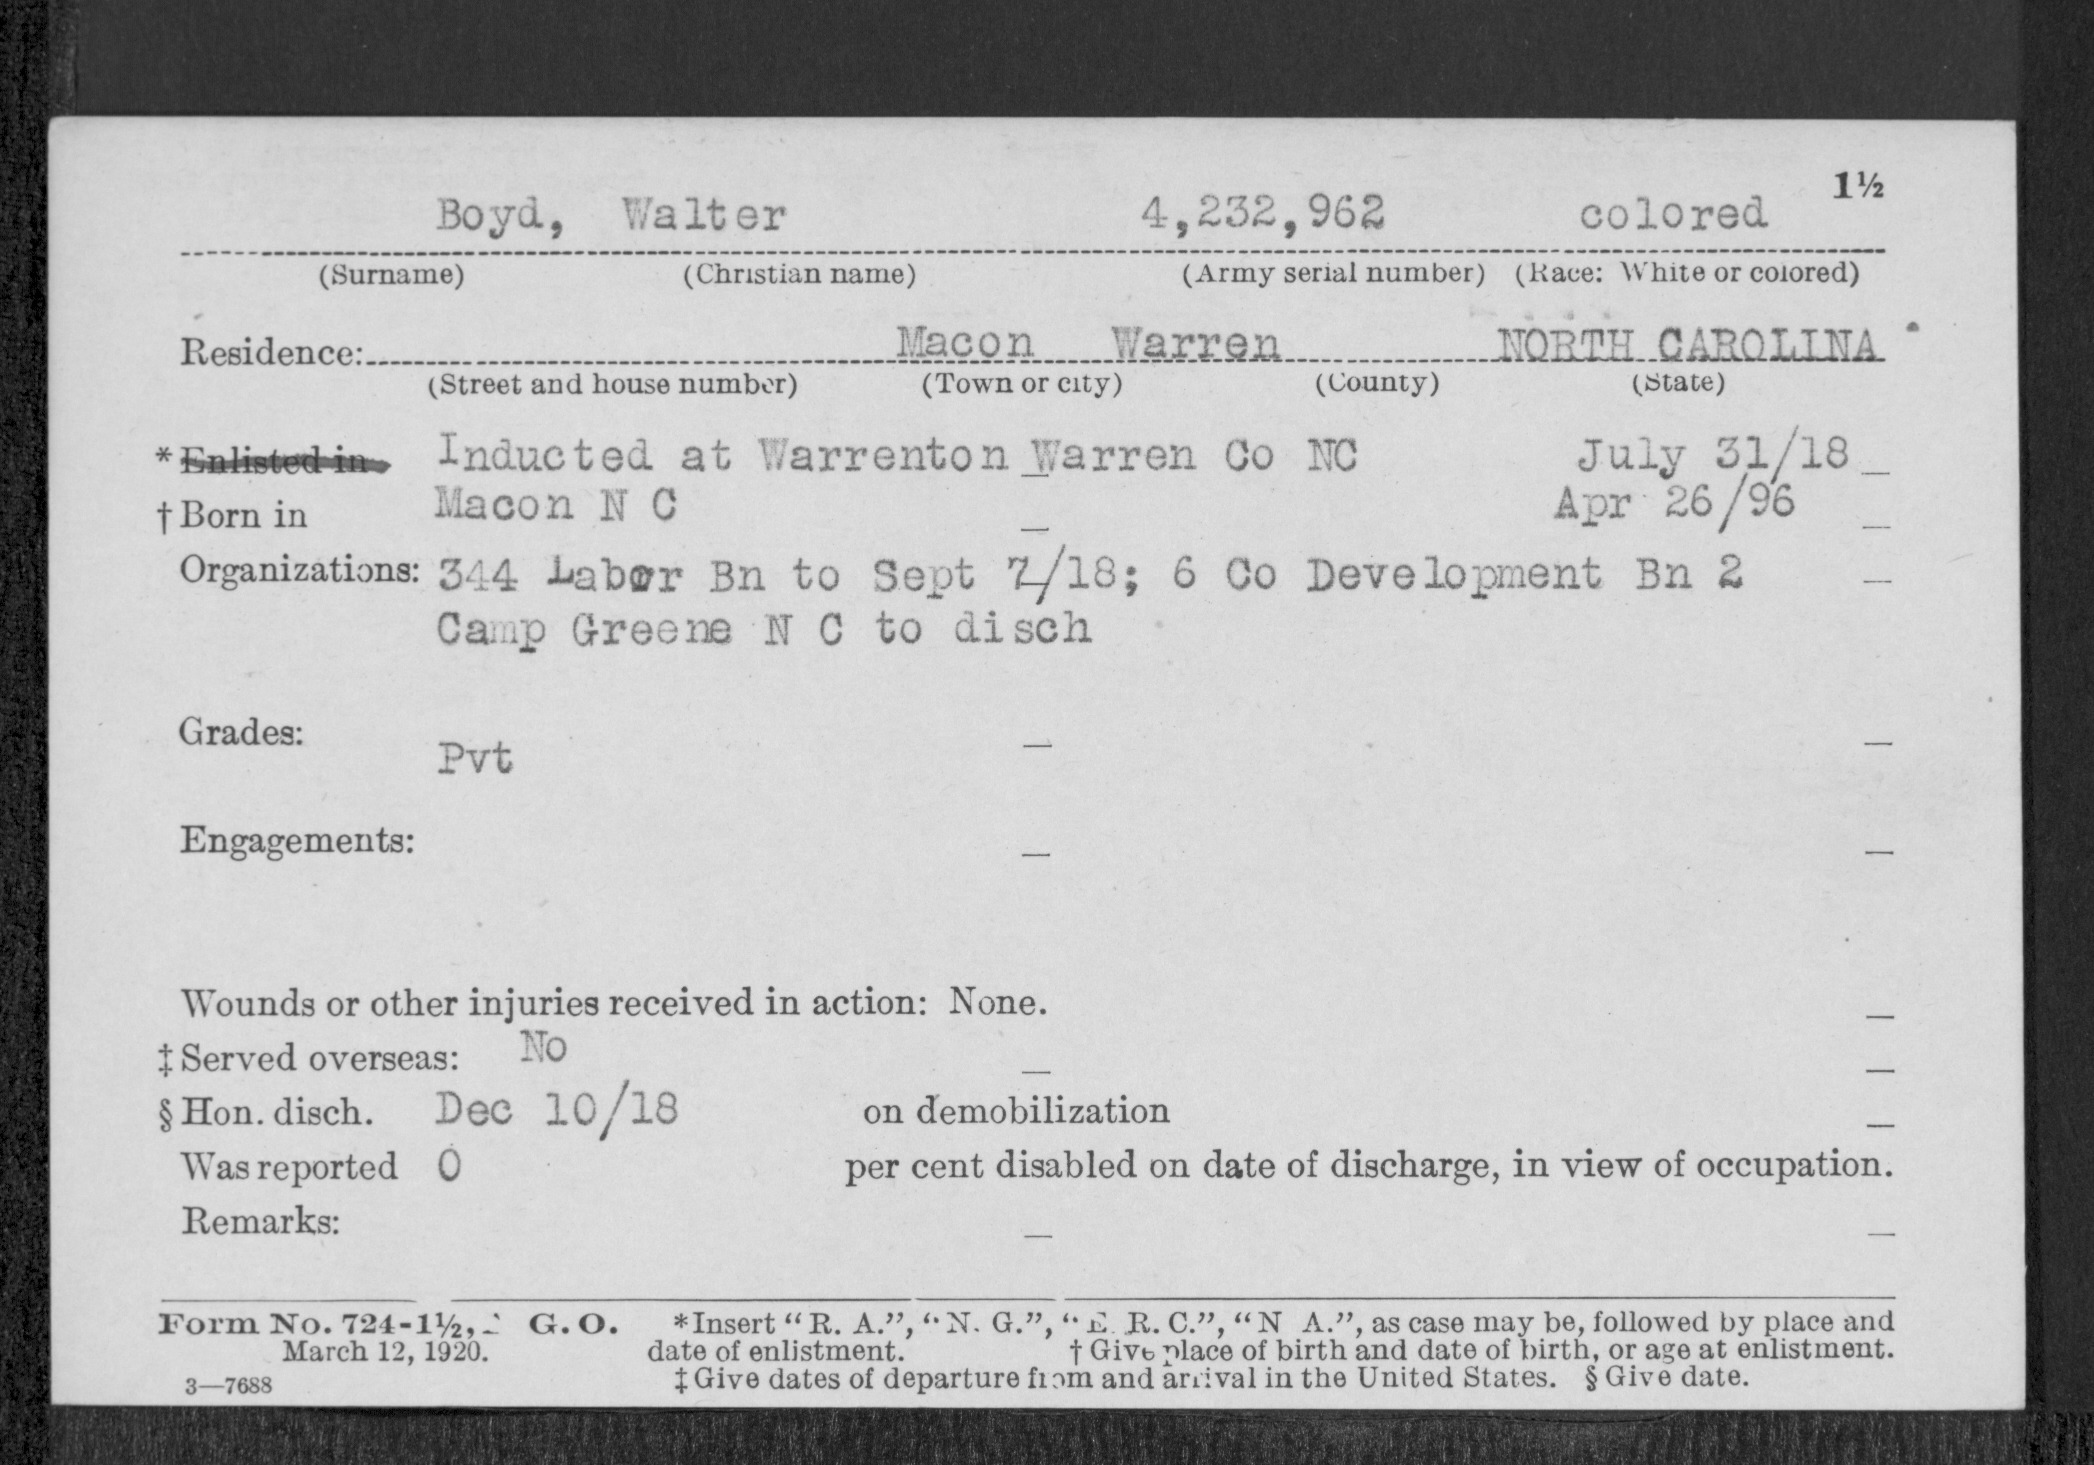 1½
Boyd, Walter 4,232,962 colored
(Surname) (Christian name) (Army serial number) (Race: White or colored)
Residence: Macon Warren NORTH CAROLINA
(Street and house number) (Town or city) (County) (State)
* Enlisted in Inducted at Warrenton Warren Co NC July 31/18
† Born in Macon N C Apr 26/96
Organizations: 344 Labor Bn to Sept 7/18; 6 Co Development Bn 2
Camp Greene N C to disch
Grades:
Pvt
Engagements:
Wounds or other injuries received in action: None.
‡ Served overseas: No
§ Hon. disch. Dec 10/18 on demobilization
Was reported 0 per cent disabled on date of discharge, in view of occupation.
Remarks:
Form No. 724-1½, G. O. *Insert "R. A.", "N. G.", "E. R. C.", "N A.", as case may be, followed by place and
March 12, 1920. date of enlistment. † Give place of birth and date of birth, or age at enlistment.
3—7688 ‡ Give dates of departure from and arrival in the United States. § Give date.